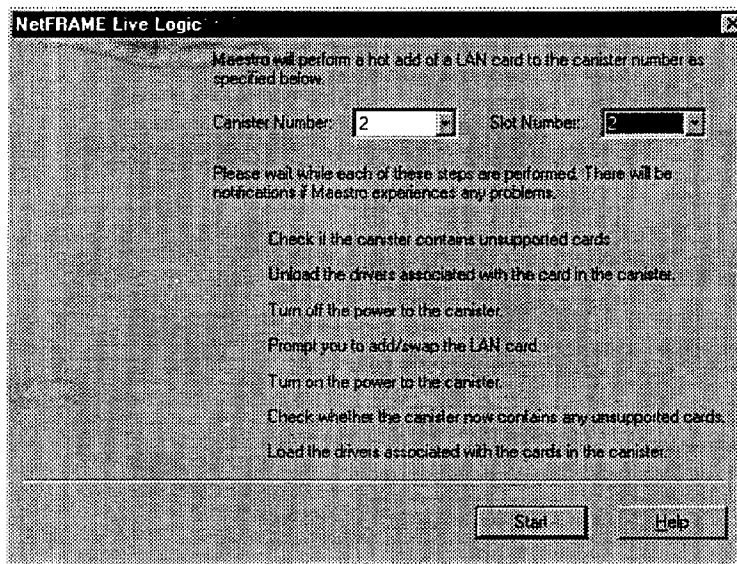 NetFRAME Live Logic
Maestro will perform a hot add of a LAN card to the canister number as
specified below.
Canister Number: 2 Slot Number: 2
Please wait while each of these steps are performed. There will be
notifications if Maestro experiences any problems.
Check if the canister contains unsupported cards
Unload the drivers associated with the card in the canister.
Turn off the power to the canister.
Prompt you to add/swap the LAN card.
Turn on the power to the canister.
Check whether the canister now contains any unsupported cards.
Load the drivers associated with the cards in the canister.
Start Help